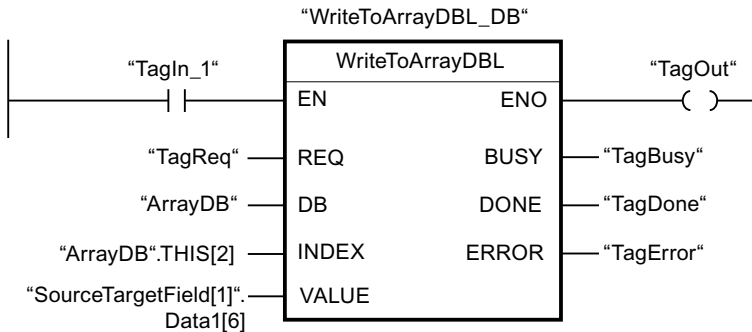 “WriteToArrayDBL_DB“
WriteToArrayDBL
“TagIn_1“
“TagOut“
EN
ENO
“TagReq“
REQ
BUSY
“TagBusy“
“ArrayDB“
DB
DONE
“TagDone“
“ArrayDB“.THIS[2]
INDEX
ERROR
“TagError“
“SourceTargetField[1]“.
Data1[6]
VALUE